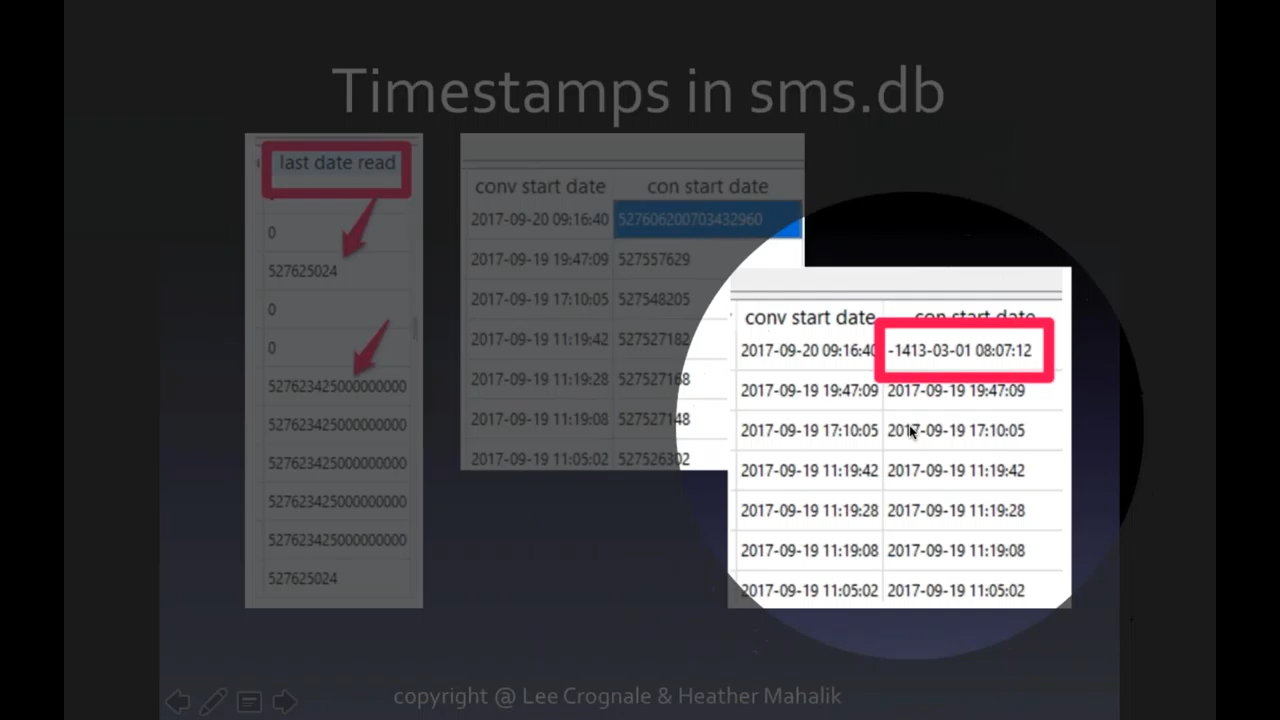 Timestamps in sms.db
last date read
0
527625024
0
0
527623425000000000
527623425000000000
527623425000000000
527623425000000000
527623425000000000
527625024
conv start date con start date
2017-09-20 09:16:40 527606200703432960
2017-09-19 19:47:09 527557629
2017-09-19 17:10:05 527548205
2017-09-19 11:19:42 527527182
2017-09-19 11:19:28 527527168
2017-09-19 11:19:08 527527148
2017-09-19 11:05:02 527526302
conv start date con start date
2017-09-20 09:16:40 -1413-03-01 08:07:12
2017-09-19 19:47:09 2017-09-19 19:47:09
2017-09-19 17:10:05 2017-09-19 17:10:05
2017-09-19 11:19:42 2017-09-19 11:19:42
2017-09-19 11:19:28 2017-09-19 11:19:28
2017-09-19 11:19:08 2017-09-19 11:19:08
2017-09-19 11:05:02 2017-09-19 11:05:02
copyright @ Lee Crognale & Heather Mahalik